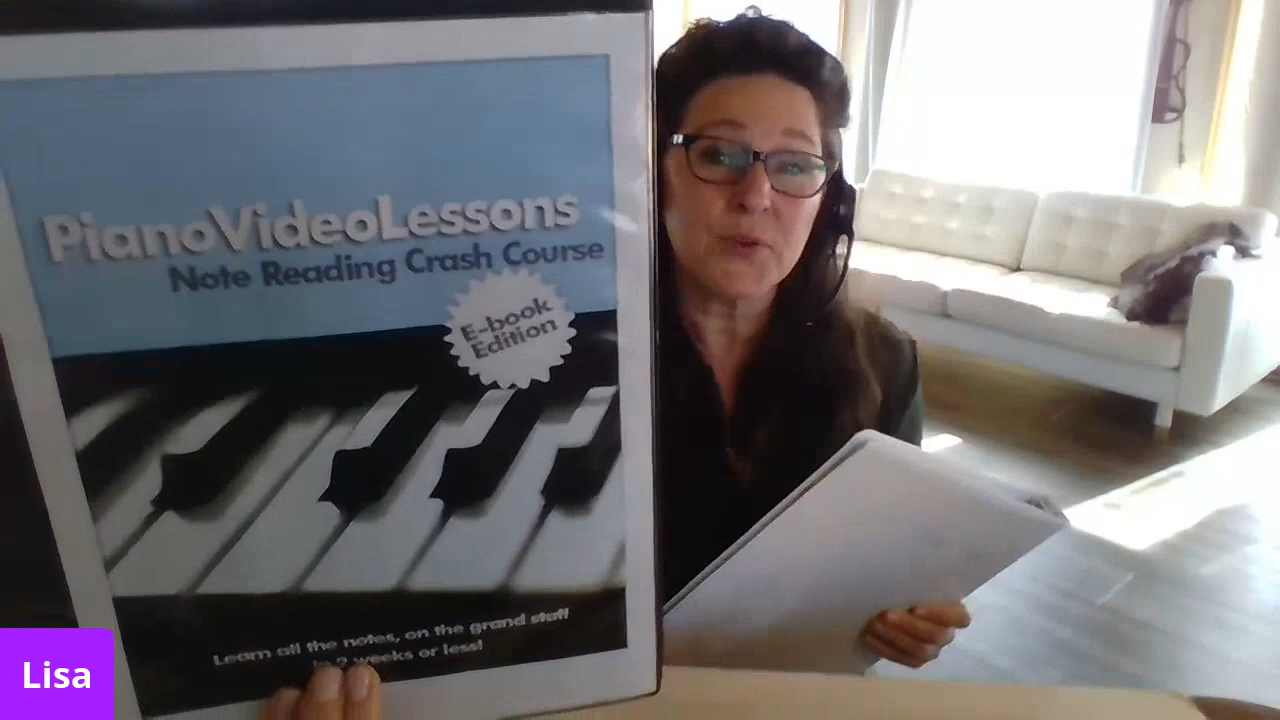 PianoVideoLessons
Note Reading Crash Course
E-book
Edition
Learn all the notes, on the grand staff
in 2 weeks or less!
Lisa